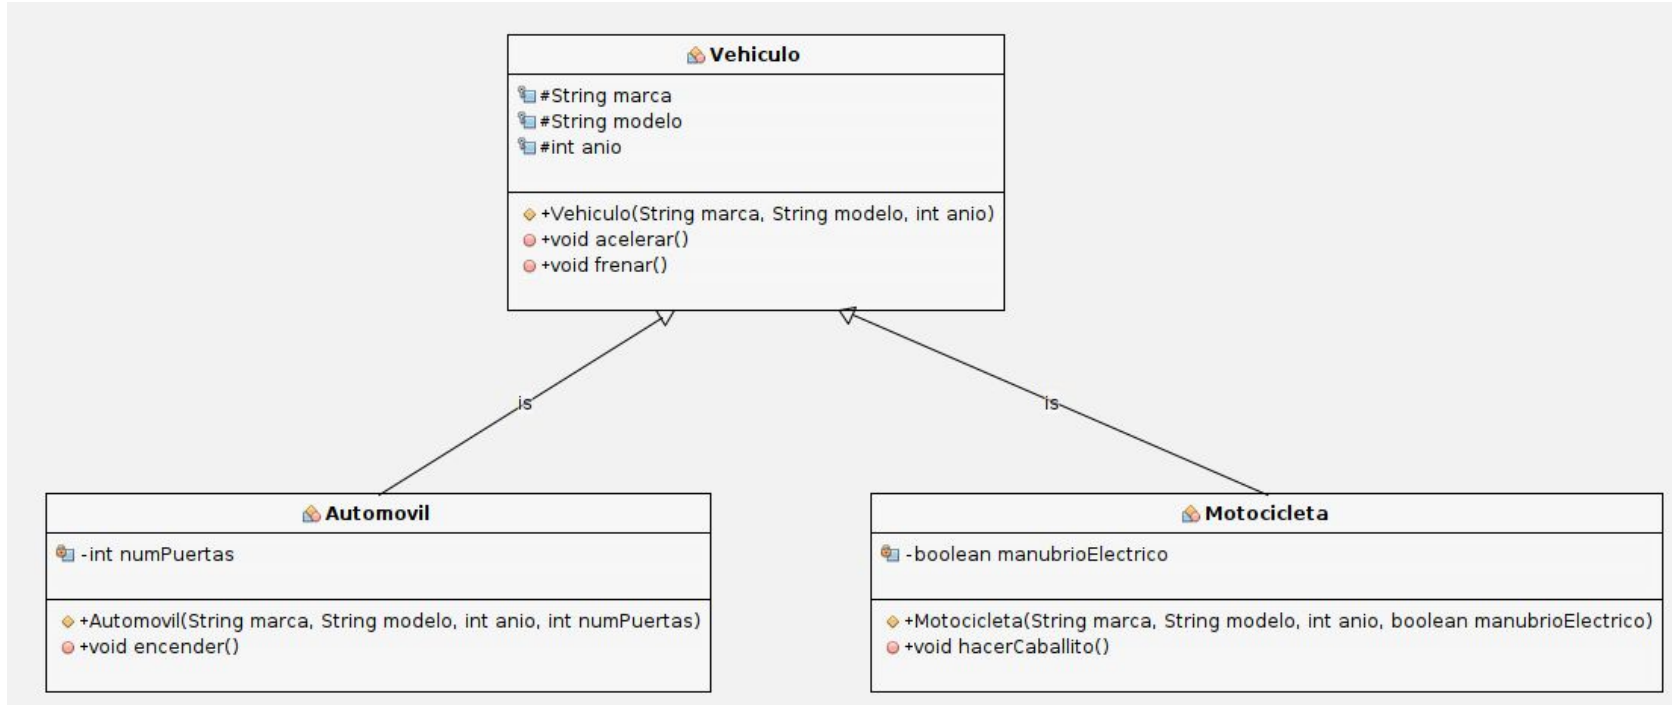 Vehiculo
#String marca
#String modelo
#int anio
+Vehiculo(String marca, String modelo, int anio)
+void acelerar()
+void frenar()
is
is
Automovil
-int numPuertas
+Automovil(String marca, String modelo, int anio, int numPuertas)
+void encender()
Motocicleta
-boolean manubrioElectrico
+Motocicleta(String marca, String modelo, int anio, boolean manubrioElectrico)
+void hacerCaballito()